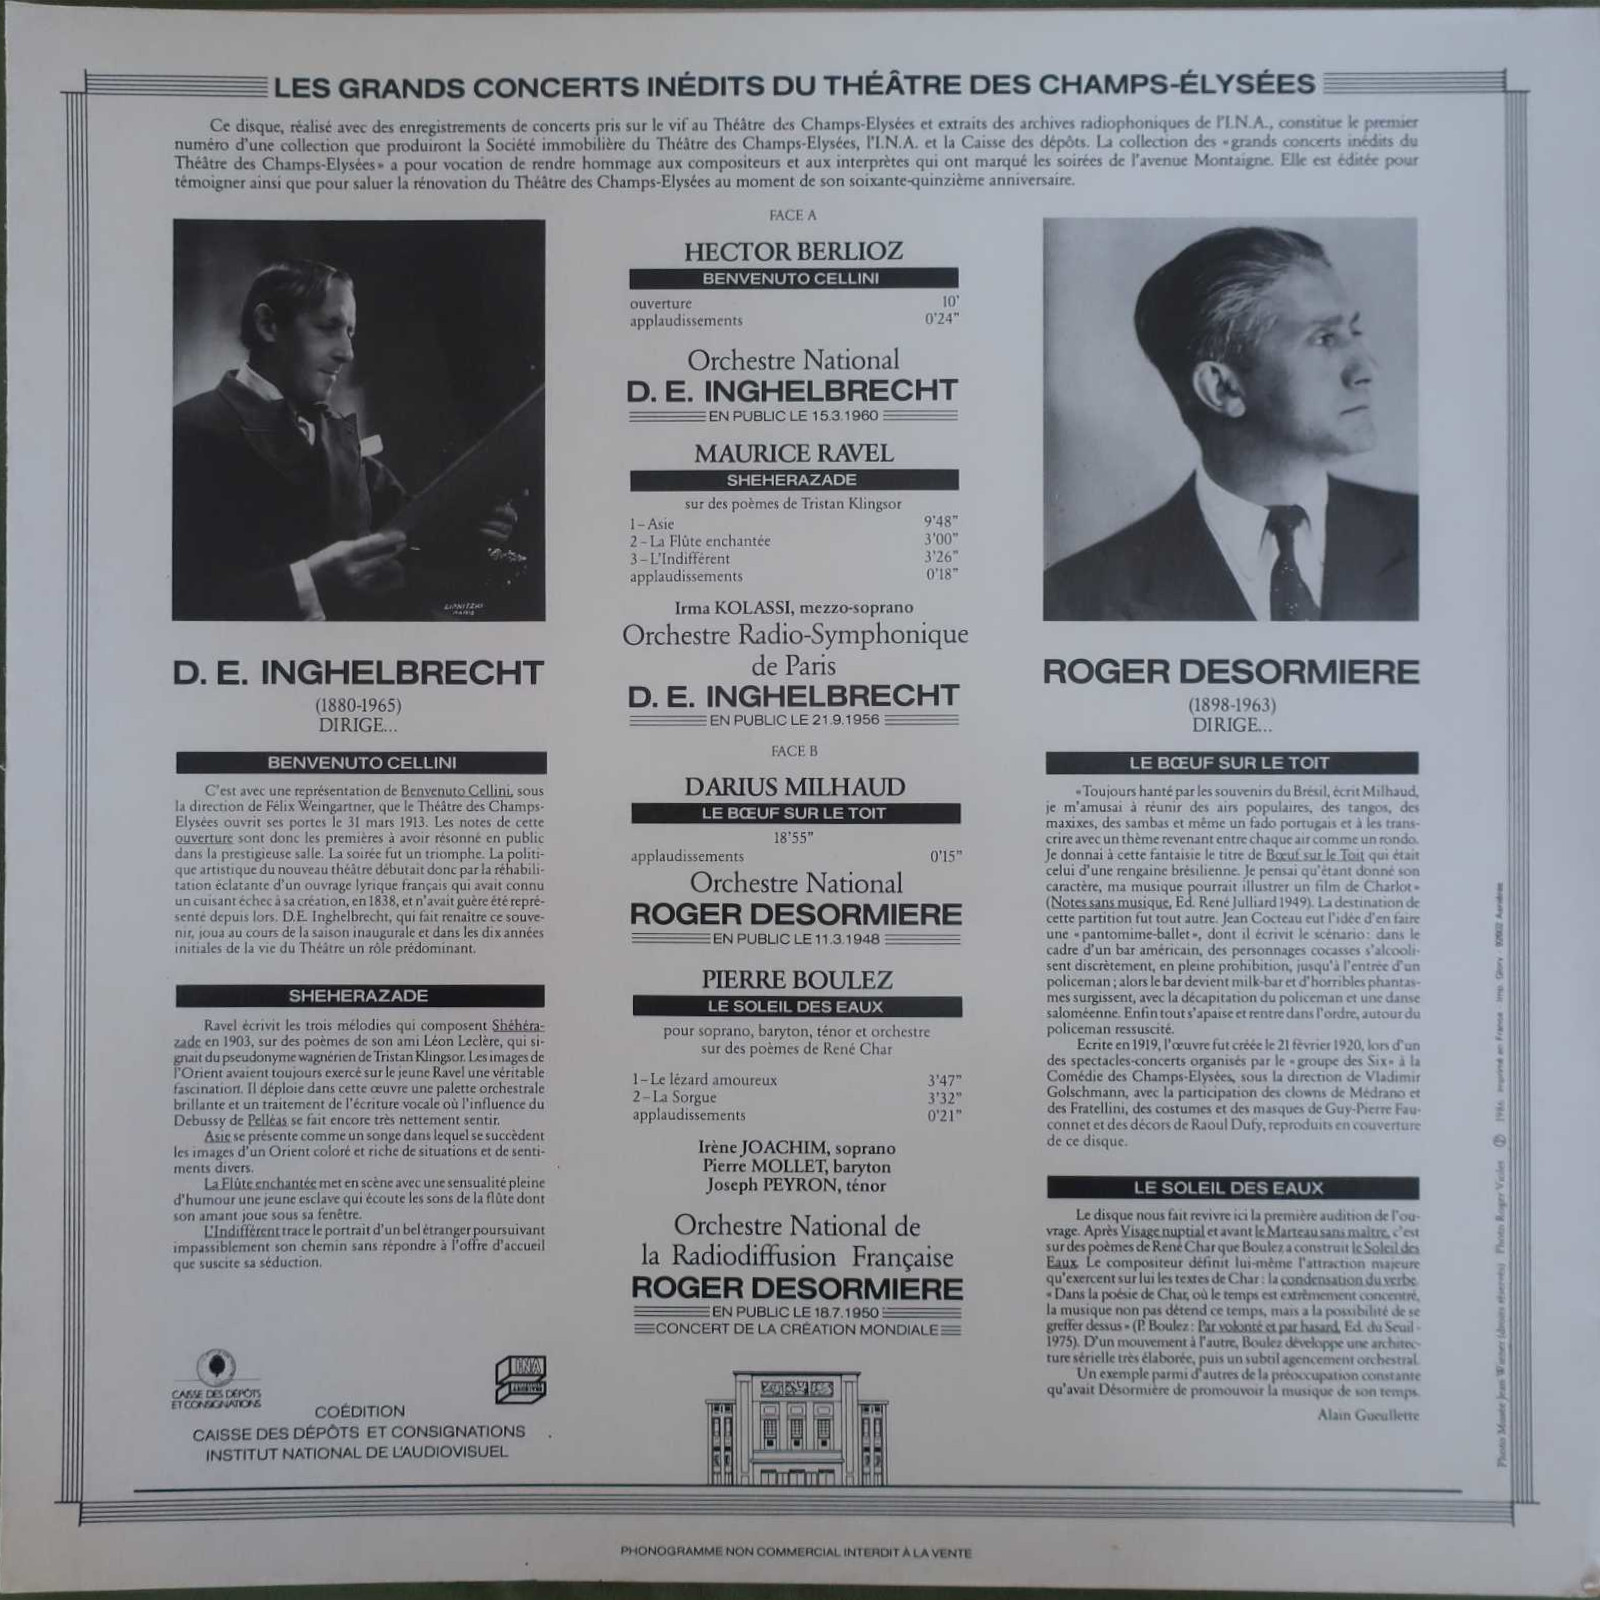 LES GRANDS CONCERTS INÉDITS DU THÉÂTRE DES CHAMPS-ÉLYSÉES
Ce disque, réalisé avec des enregistrements de concerts pris sur le vif au Théâtre des Champs-Elysées et extraits des archives radiophoniques de l'I.N.A., constitue le premier
numéro d'une collection que produiront la Société immobilière du Théâtre des Champs-Elysées, l'I.N.A. et la Caisse des dépôts. La collection des «grands concerts inédits du
Théâtre des Champs-Elysées» a pour vocation de rendre hommage aux compositeurs et aux interprètes qui ont marqué les soirées de l'avenue Montaigne. Elle est éditée pour
témoigner ainsi que pour saluer la rénovation du Théâtre des Champs-Elysées au moment de son soixante-quinzième anniversaire.
LIPNITZKI
PARIS
D. E. INGHELBRECHT
(1880-1965)
DIRIGE...
BENVENUTO CELLINI
C'est avec une représentation de Benvenuto Cellini, sous
la direction de Félix Weingartner, que le Théâtre des Champs-
Elysées ouvrit ses portes le 31 mars 1913. Les notes de cette
ouverture sont donc les premières à avoir résonné en public
dans la prestigieuse salle. La soirée fut un triomphe. La politi-
que artistique du nouveau théâtre débutait donc par la réhabili-
tation éclatante d'un ouvrage lyrique français qui avait connu
un cuisant échec à sa création, en 1838, et n'avait guère été repré-
senté depuis lors. D.E. Inghelbrecht, qui fait renaître ce souve-
nir, joua au cours de la saison inaugurale et dans les dix années
initiales de la vie du Théâtre un rôle prédominant.
SHEHERAZADE
Ravel écrivit les trois mélodies qui composent Shéhéra-
zade en 1903, sur des poèmes de son ami Léon Leclère, qui si-
gnait du pseudonyme wagnérien de Tristan Klingsor. Les images de
l'Orient avaient toujours exercé sur le jeune Ravel une véritable
fascination. Il déploie dans cette œuvre une palette orchestrale
brillante et un traitement de l'écriture vocale où l'influence du
Debussy de Pelléas se fait encore très nettement sentir.
Asie se présente comme un songe dans lequel se succèdent
les images d'un Orient coloré et riche de situations et de senti-
ments divers.
La Flûte enchantée met en scène avec une sensualité pleine
d'humour une jeune esclave qui écoute les sons de la flûte dont
son amant joue sous sa fenêtre.
L'Indifférent trace le portrait d'un bel étranger poursuivant
impassiblement son chemin sans répondre à l'offre d'accueil
que suscite sa séduction.
CAISSE DES DÉPÔTS
ET CONSIGNATIONS
INA
COÉDITION
CAISSE DES DÉPÔTS ET CONSIGNATIONS
INSTITUT NATIONAL DE L'AUDIOVISUEL
FACE A
HECTOR BERLIOZ
BENVENUTO CELLINI
ouverture 10'
applaudissements 0'24"
Orchestre National
D. E. INGHELBRECHT
EN PUBLIC LE 15.3.1960
MAURICE RAVEL
SHEHERAZADE
sur des poèmes de Tristan Klingsor
1 – Asie 9'48"
2 – La Flûte enchantée 3'00"
3 – L'Indifférent 3'26"
applaudissements 0'18"
Irma KOLASSI, mezzo-soprano
Orchestre Radio-Symphonique
de Paris
D. E. INGHELBRECHT
EN PUBLIC LE 21.9.1956
FACE B
DARIUS MILHAUD
LE BŒUF SUR LE TOIT
18'55"
applaudissements 0'15"
Orchestre National
ROGER DESORMIERE
EN PUBLIC LE 11.3.1948
PIERRE BOULEZ
LE SOLEIL DES EAUX
pour soprano, baryton, ténor et orchestre
sur des poèmes de René Char
1 – Le lézard amoureux 3'47"
2 – La Sorgue 3'32"
applaudissements 0'21"
Irène JOACHIM, soprano
Pierre MOLLET, baryton
Joseph PEYRON, ténor
Orchestre National de
la Radiodiffusion Française
ROGER DESORMIERE
EN PUBLIC LE 18.7.1950
CONCERT DE LA CRÉATION MONDIALE
ROGER DESORMIERE
(1898-1963)
DIRIGE...
LE BŒUF SUR LE TOIT
«Toujours hanté par les souvenirs du Brésil, écrit Milhaud,
je m'amusai à réunir des airs populaires, des tangos, des
maxixes, des sambas et même un fado portugais et à les trans-
crire avec un thème revenant entre chaque air comme un rondo.
Je donnai à cette fantaisie le titre de Bœuf sur le Toit qui était
celui d'une rengaine brésilienne. Je pensai qu'étant donné son
caractère, ma musique pourrait illustrer un film de Charlot»
(Notes sans musique, Ed. René Julliard 1949). La destination de
cette partition fut tout autre. Jean Cocteau eut l'idée d'en faire
une «pantomime-ballet», dont il écrivit le scénario: dans le
cadre d'un bar américain, des personnages cocasses s'alcooli-
sent discrètement, en pleine prohibition, jusqu'à l'entrée d'un
policeman ; alors le bar devient milk-bar et d'horribles phantas-
mes surgissent, avec la décapitation du policeman et une danse
saloméenne. Enfin tout s'apaise et rentre dans l'ordre, autour du
policeman ressuscité.
Ecrite en 1919, l'œuvre fut créée le 21 février 1920, lors d'un
des spectacles-concerts organisés par le «groupe des Six» à la
Comédie des Champs-Elysées, sous la direction de Vladimir
Golschmann, avec la participation des clowns de Médrano et
des Fratellini, des costumes et des masques de Guy-Pierre Fau-
connet et des décors de Raoul Dufy, reproduits en couverture
de ce disque.
LE SOLEIL DES EAUX
Le disque nous fait revivre ici la première audition de l'ou-
vrage. Après Visage nuptial et avant le Marteau sans maître, c'est
sur des poèmes de René Char que Boulez a construit le Soleil des
Eaux. Le compositeur définit lui-même l'attraction majeure
qu'exercent sur lui les textes de Char : la condensation du verbe.
«Dans la poésie de Char, où le temps est extrêmement concentré,
la musique non pas détend ce temps, mais a la possibilité de se
greffer dessus» (P. Boulez : Par volonté et par hasard, Ed. du Seuil -
1975). D'un mouvement à l'autre, Boulez développe une architec-
ture sérielle très élaborée, puis un subtil agencement orchestral.
Un exemple parmi d'autres de la préoccupation constante
qu'avait Désormière de promouvoir la musique de son temps.
Alain Gueullette
Photo Musée Jean Wiener (droits réservés) Photo Roger Viollet Ⓟ 1986 Imprimé en France - Imp. Glory - 92602 Asnières
PHONOGRAMME NON COMMERCIAL INTERDIT À LA VENTE